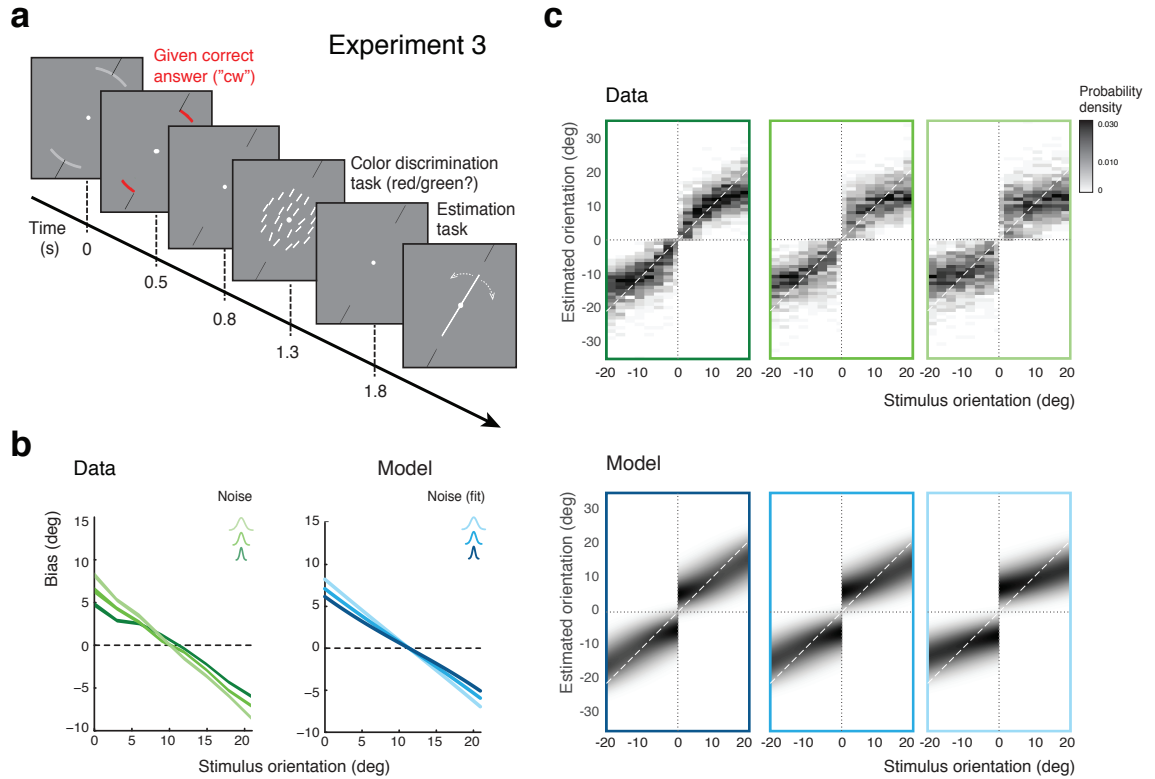 a
Experiment 3
Given correct
answer ("cw")
Color discrimination
task (red/green?)
Estimation
task
Time
(s)
0
0.5
0.8
1.3
1.8
b
Data
Model
Noise
Noise (fit)
Bias (deg)
15
10
5
0
−5
−10
0
5
10
15
20
15
10
5
0
−5
−10
0
5
10
15
20
Stimulus orientation (deg)
c
Data
Probability
density
0.030
0.010
0
Estimated orientation (deg)
30
20
10
0
-10
-20
-30
-20 -10 0 10 20
-20 -10 0 10 20
-20 -10 0 10 20
Stimulus orientation (deg)
Model
Estimated orientation (deg)
30
20
10
0
-10
-20
-30
-20 -10 0 10 20
-20 -10 0 10 20
-20 -10 0 10 20
Stimulus orientation (deg)